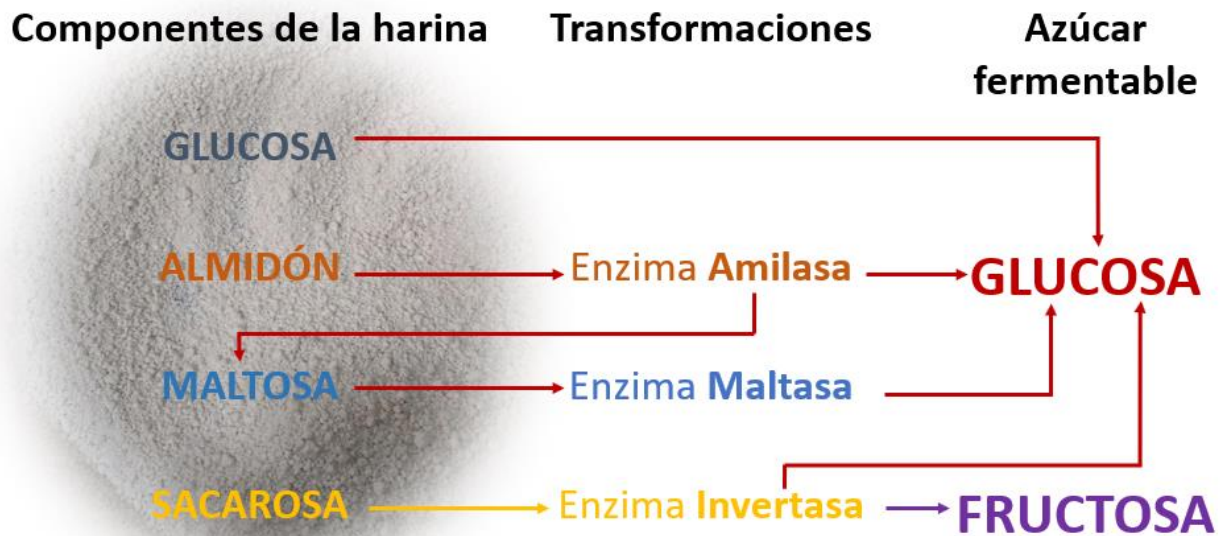 Componentes de la harina
Transformaciones
Azúcar
fermentable
GLUCOSA
ALMIDÓN
Enzima Amilasa
GLUCOSA
MALTOSA
Enzima Maltasa
SACAROSA
Enzima Invertasa
FRUCTOSA